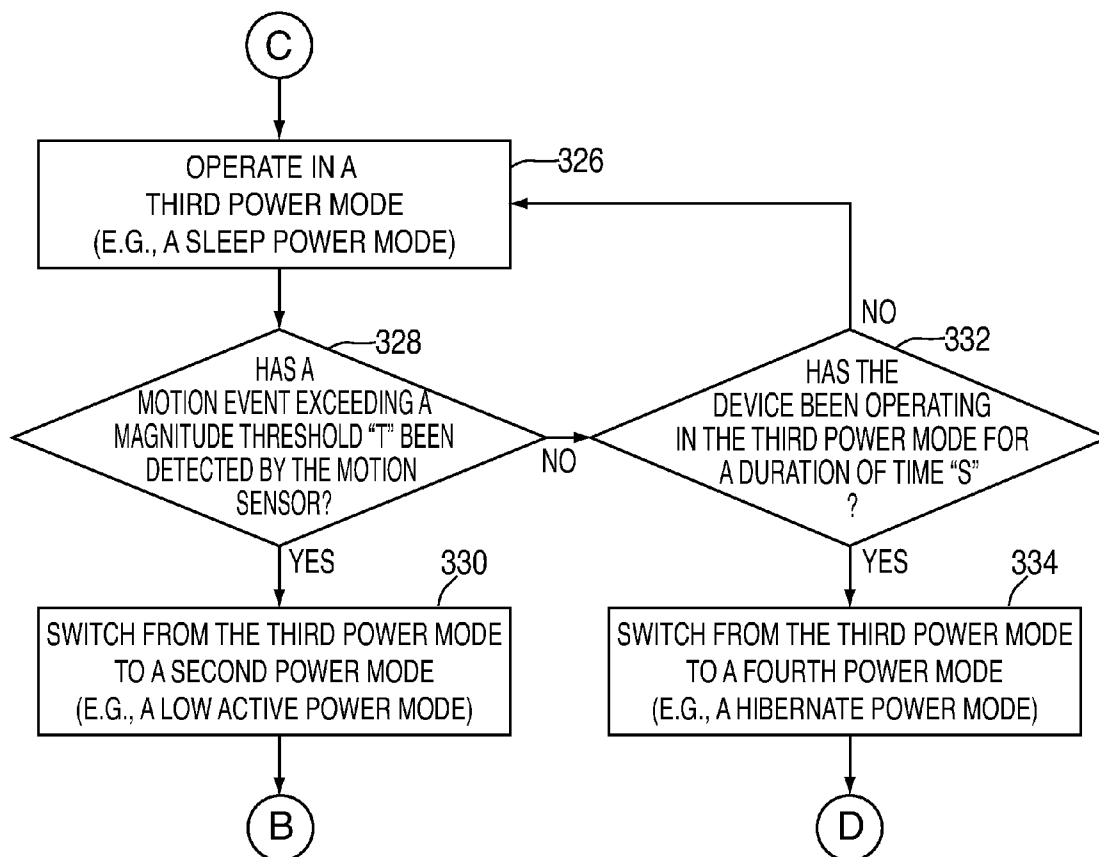 C
OPERATE IN A
THIRD POWER MODE
(E.G., A SLEEP POWER MODE)
326
328
HAS A
MOTION EVENT EXCEEDING A
MAGNITUDE THRESHOLD “T” BEEN
DETECTED BY THE MOTION
SENSOR?
NO
YES
NO
332
HAS THE
DEVICE BEEN OPERATING
IN THE THIRD POWER MODE FOR
A DURATION OF TIME “S”
?
YES
330
SWITCH FROM THE THIRD POWER MODE
TO A SECOND POWER MODE
(E.G., A LOW ACTIVE POWER MODE)
334
SWITCH FROM THE THIRD POWER MODE
TO A FOURTH POWER MODE
(E.G., A HIBERNATE POWER MODE)
B
D